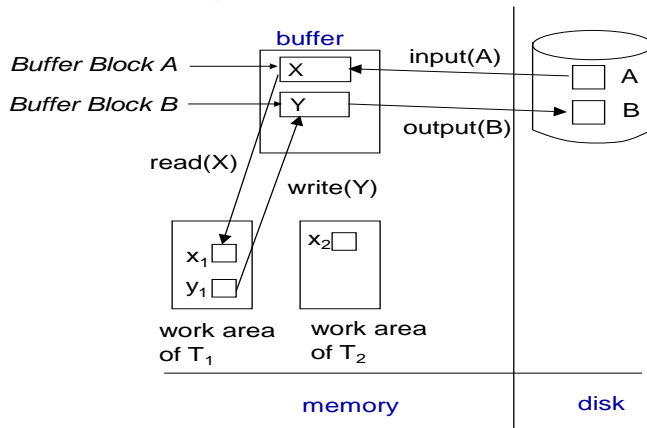 buffer
Buffer Block A
X
input(A)
A
Buffer Block B
Y
B
output(B)
read(X)
write(Y)
x₁
x₂
y₁
work area
of T₁
work area
of T₂
memory
disk